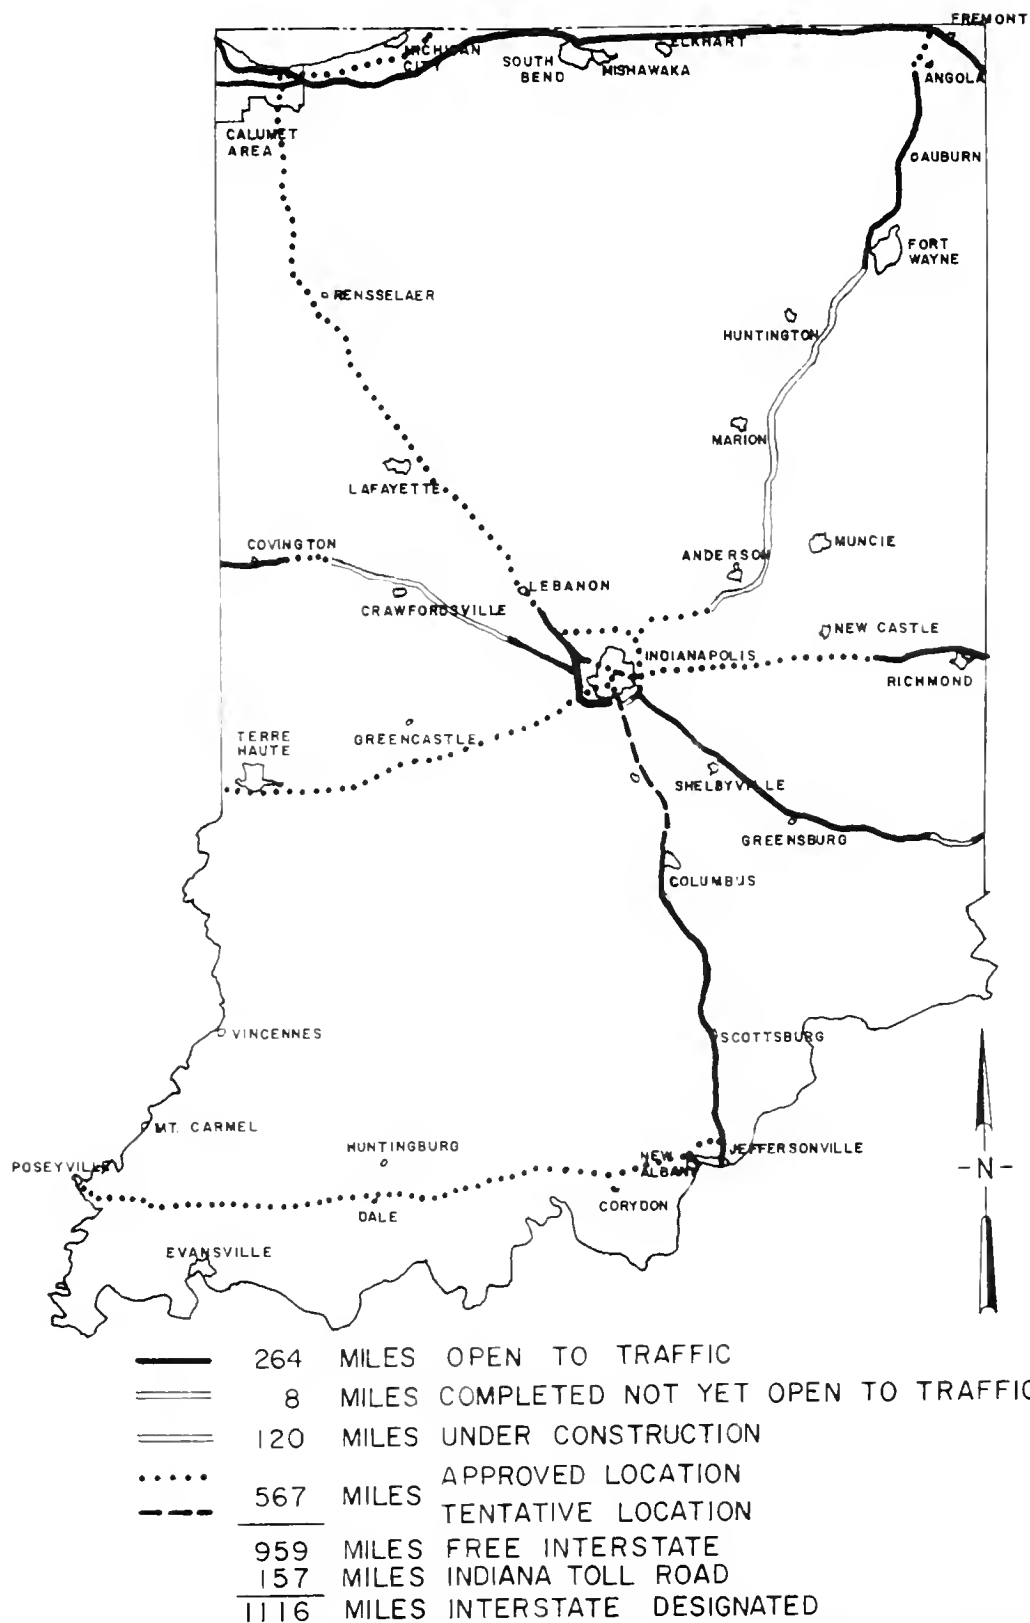 FREMONT
MICHIGAN
CITY
SOUTH
BEND
MISHAWAKA
ELKHART
ANGOLA
CALUMET
AREA
AUBURN
FORT
WAYNE
RENSSELAER
HUNTINGTON
MARION
LAFAYETTE
COVINGTON
ANDERSON
MUNCIE
LEBANON
CRAWFORDSVILLE
NEW CASTLE
INDIANAPOLIS
RICHMOND
TERRE
HAUTE
GREENCASTLE
SHELBYVILLE
GREENSBURG
COLUMBUS
VINCENNES
SCOTTSBURG
MT. CARMEL
POSEYVILLE
HUNTINGBURG
NEW
ALBANY
JEFFERSONVILLE
-N-
DALE
CORYDON
EVANSVILLE
264 MILES OPEN TO TRAFFIC
8 MILES COMPLETED NOT YET OPEN TO TRAFFIC
120 MILES UNDER CONSTRUCTION
APPROVED LOCATION
567 MILES
TENTATIVE LOCATION
959 MILES FREE INTERSTATE
157 MILES INDIANA TOLL ROAD
1116 MILES INTERSTATE DESIGNATED